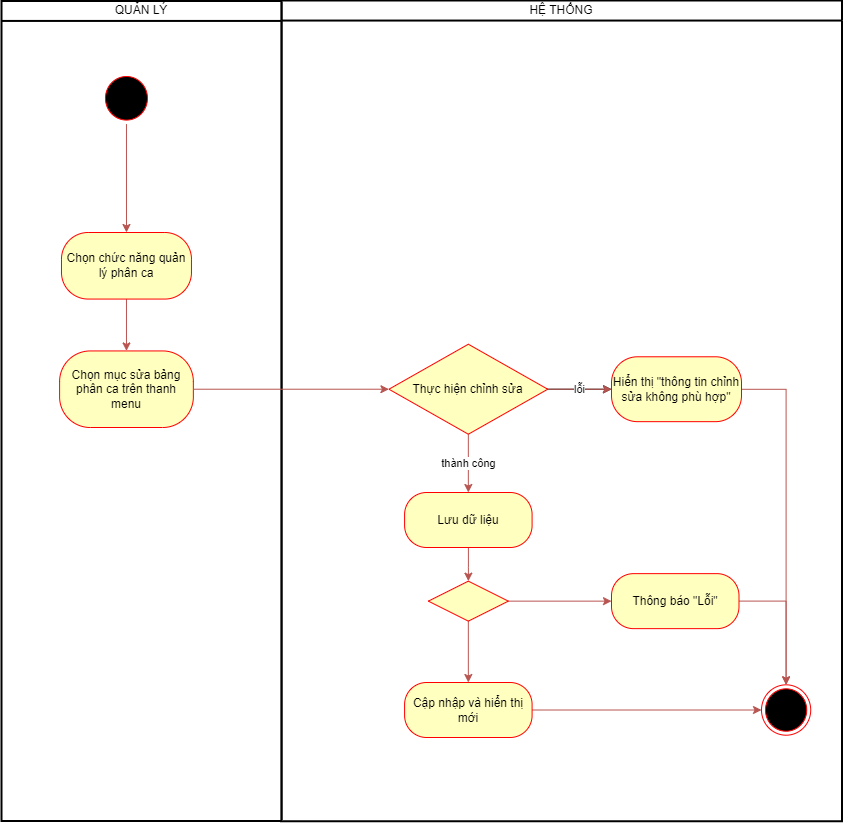 QUẢN LÝ
HỆ THỐNG
Chọn chức năng quản
lý phân ca
Chọn mục sửa bảng
phân ca trên thanh
menu
Thực hiện chỉnh sửa
lỗi
Hiển thị "thông tin chỉnh
sửa không phù hợp"
thành công
Lưu dữ liệu
Thông báo "Lỗi"
Cập nhập và hiển thị
mới